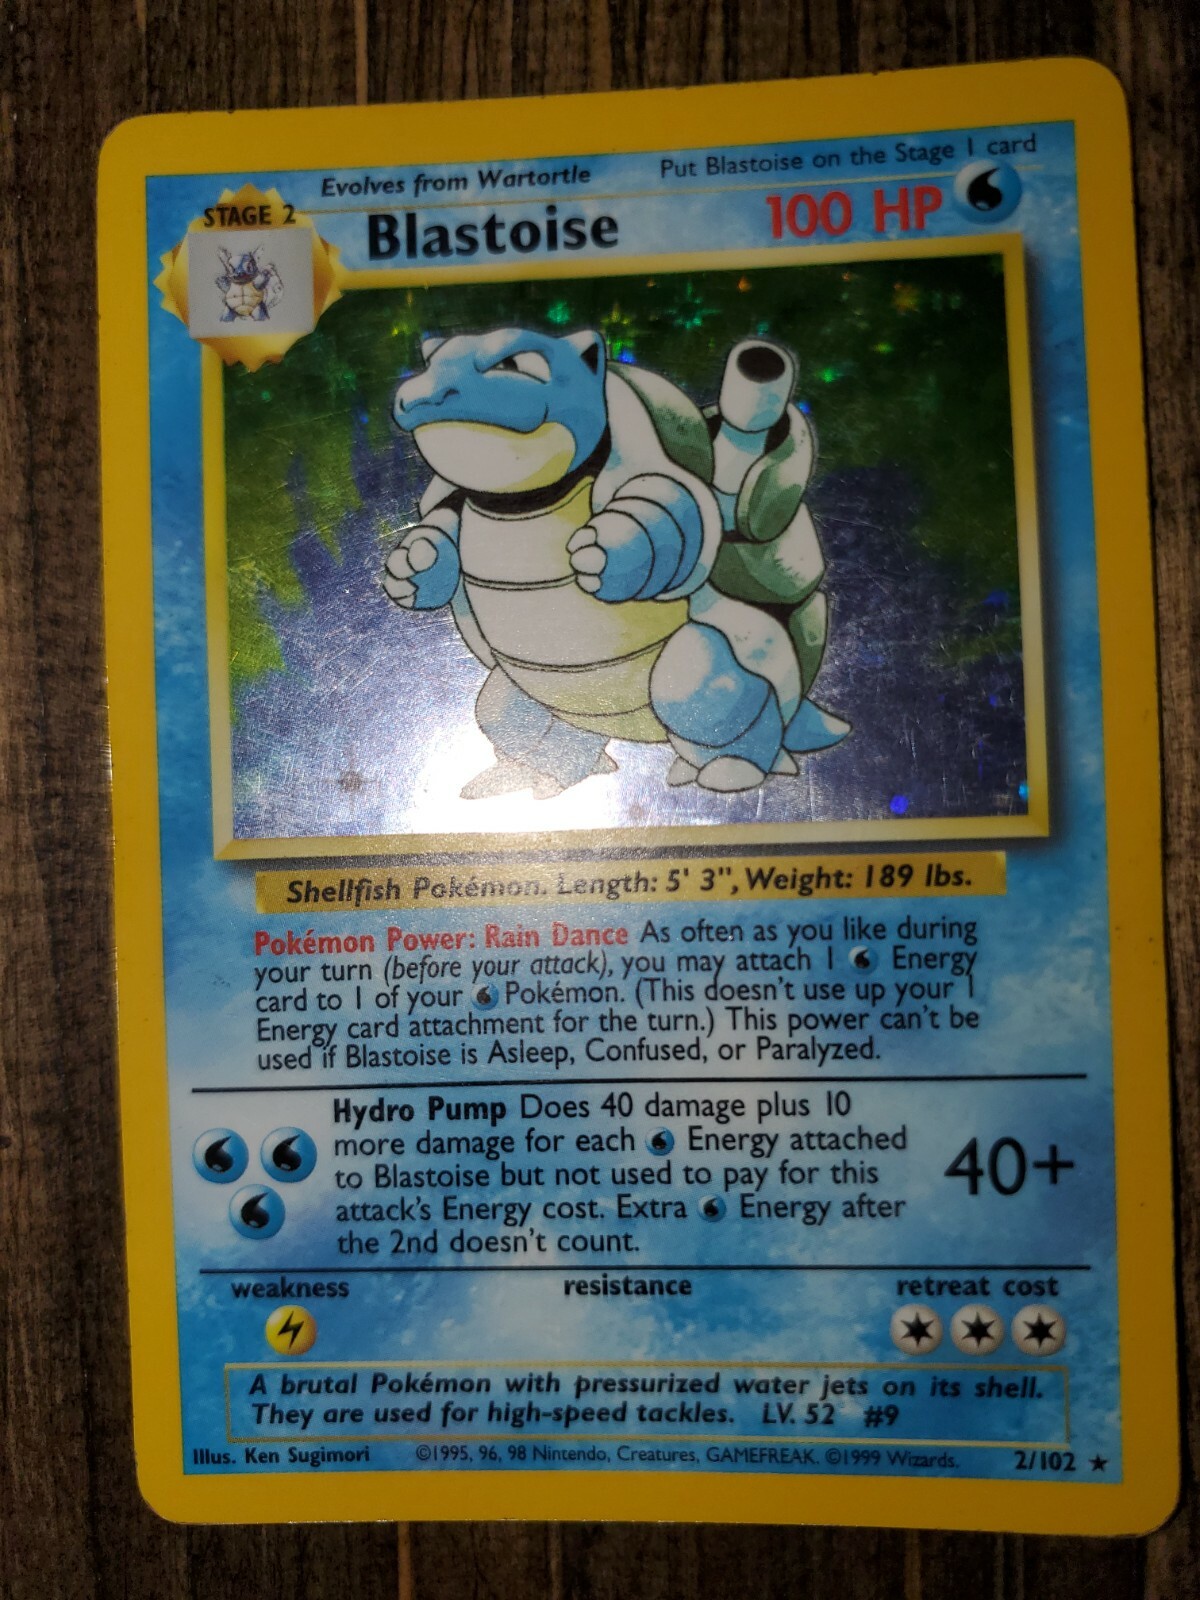 Evolves from Wartortle
Put Blastoise on the Stage 1 card
STAGE 2
Blastoise
100 HP
Shellfish Pokémon. Length: 5' 3", Weight: 189 lbs.
Pokémon Power: Rain Dance As often as you like during
your turn (before your attack), you may attach 1 Energy
card to 1 of your Pokémon. (This doesn't use up your 1
Energy card attachment for the turn.) This power can't be
used if Blastoise is Asleep, Confused, or Paralyzed.
Hydro Pump Does 40 damage plus 10
more damage for each Energy attached
to Blastoise but not used to pay for this
attack's Energy cost. Extra Energy after
the 2nd doesn't count.
40+
weakness
resistance
retreat cost
A brutal Pokémon with pressurized water jets on its shell.
They are used for high-speed tackles. LV. 52 #9
Illus. Ken Sugimori
©1995, 96, 98 Nintendo, Creatures, GAMEFREAK. ©1999 Wizards.
2/102 ★